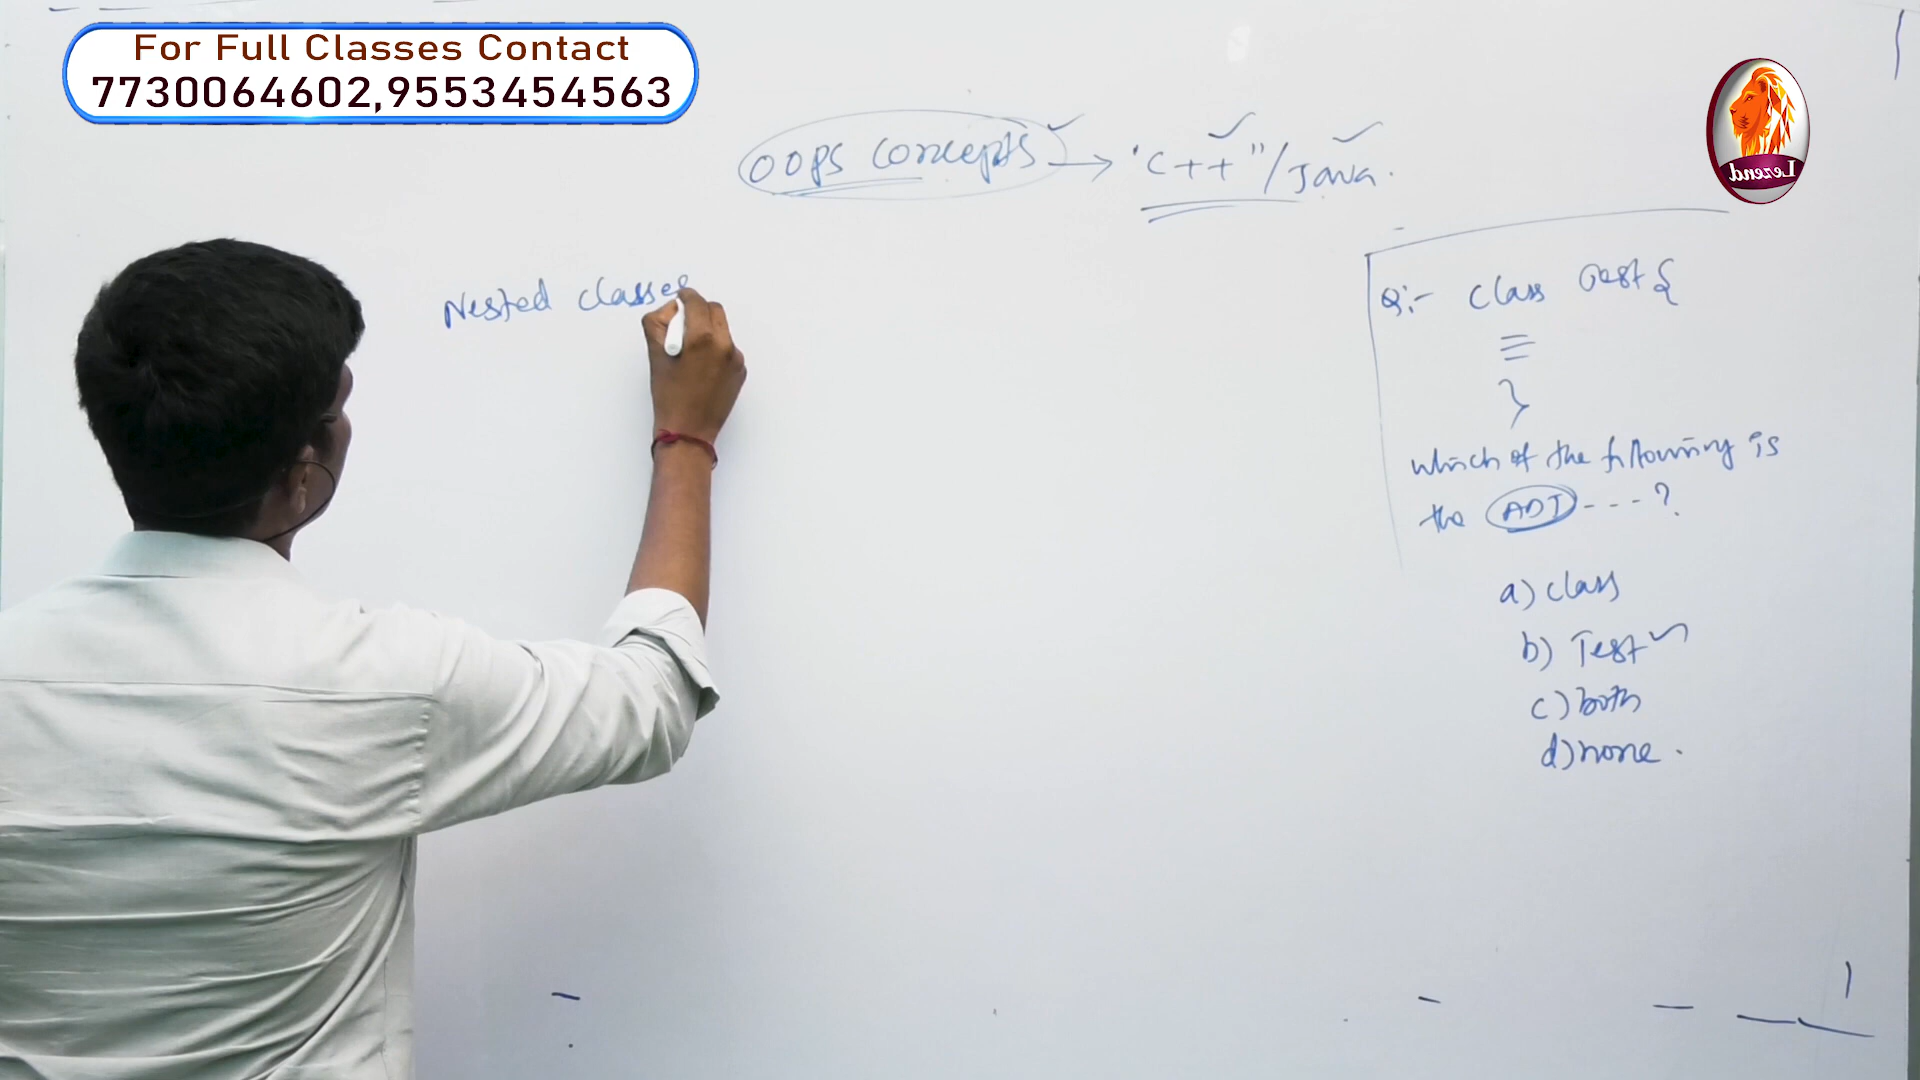 For Full Classes Contact
7730064602,9553454563
Lezend
OOPS Concepts → "C++"/Java.
Nested classes
Q:- Class Test {
}
which of the following is
the ADT ---?
a) class
b) Test
c) both
d) none.